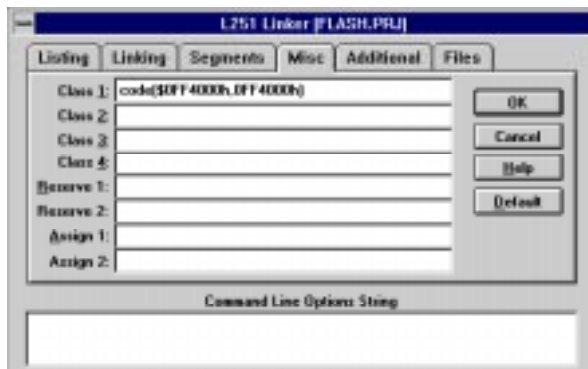 L251 Linker (FLASH.PRJ)
Listing Linking Segments Misc Additional Files
Class 1: code($0FF4000h,0FF4000h)
Class 2:
Class 3:
Class 4:
Reserve 1:
Reserve 2:
Assign 1:
Assign 2:
OK
Cancel
Help
Default
Command Line Options String